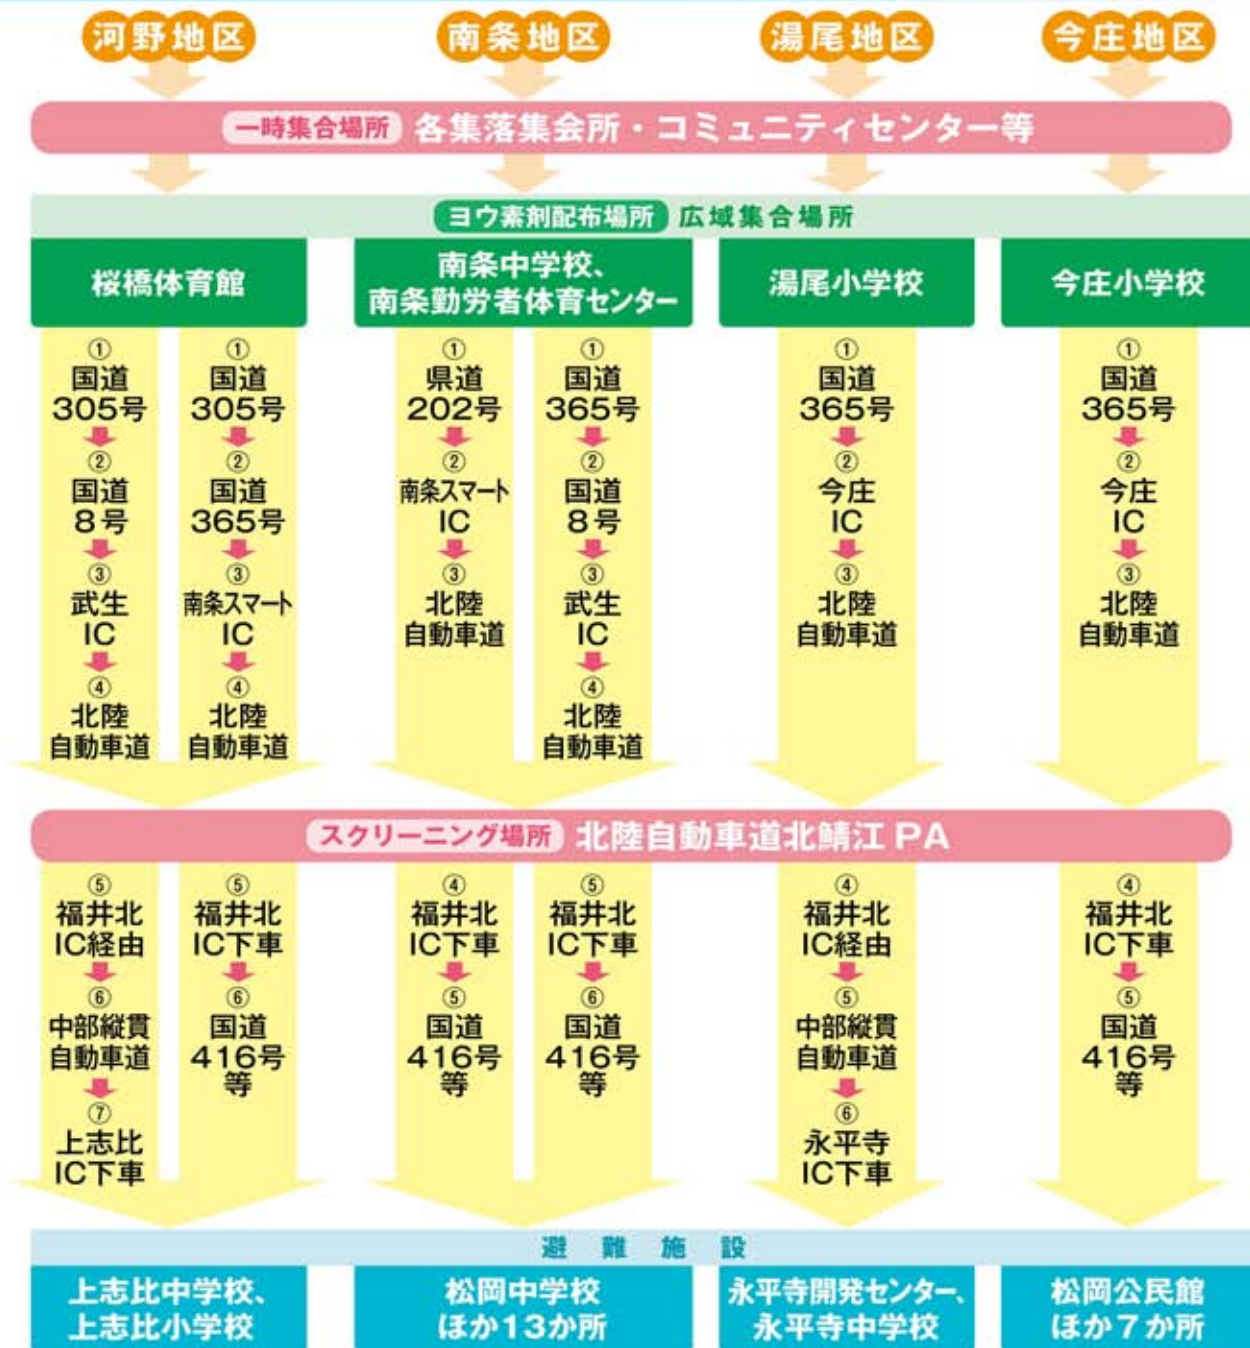 河野地区
南条地区
湯尾地区
今庄地区
一時集合場所 各集落集会所・コミュニティセンター等
ヨウ素剤配布場所 広域集合場所
桜橋体育館
南条中学校、
南条勤労者体育センター
湯尾小学校
今庄小学校
①
国道
305号
②
国道
8号
③
武生
IC
④
北陸
自動車道
①
国道
305号
②
国道
365号
③
南条スマート
IC
④
北陸
自動車道
①
県道
202号
②
南条スマート
IC
③
北陸
自動車道
①
国道
365号
②
国道
8号
③
武生
IC
④
北陸
自動車道
①
国道
365号
②
今庄
IC
③
北陸
自動車道
①
国道
365号
②
今庄
IC
③
北陸
自動車道
スクリーニング場所 北陸自動車道北鯖江 PA
⑤
福井北
IC経由
⑥
中部縦貫
自動車道
⑦
上志比
IC下車
⑤
福井北
IC下車
⑥
国道
416号
等
④
福井北
IC下車
⑤
国道
416号
等
⑤
福井北
IC下車
⑥
国道
416号
等
④
福井北
IC経由
⑤
中部縦貫
自動車道
⑥
永平寺
IC下車
④
福井北
IC下車
⑤
国道
416号
等
避難施設
上志比中学校、
上志比小学校
松岡中学校
ほか13か所
永平寺開発センター、
永平寺中学校
松岡公民館
ほか7か所